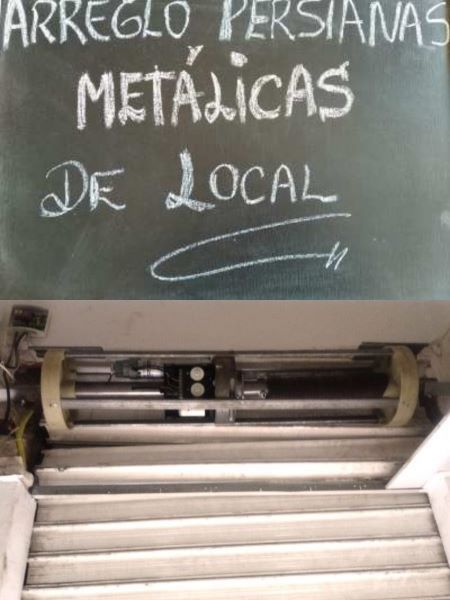 ARREGLO PERSIANAS
Y
METÁLICAS
DE LOCAL